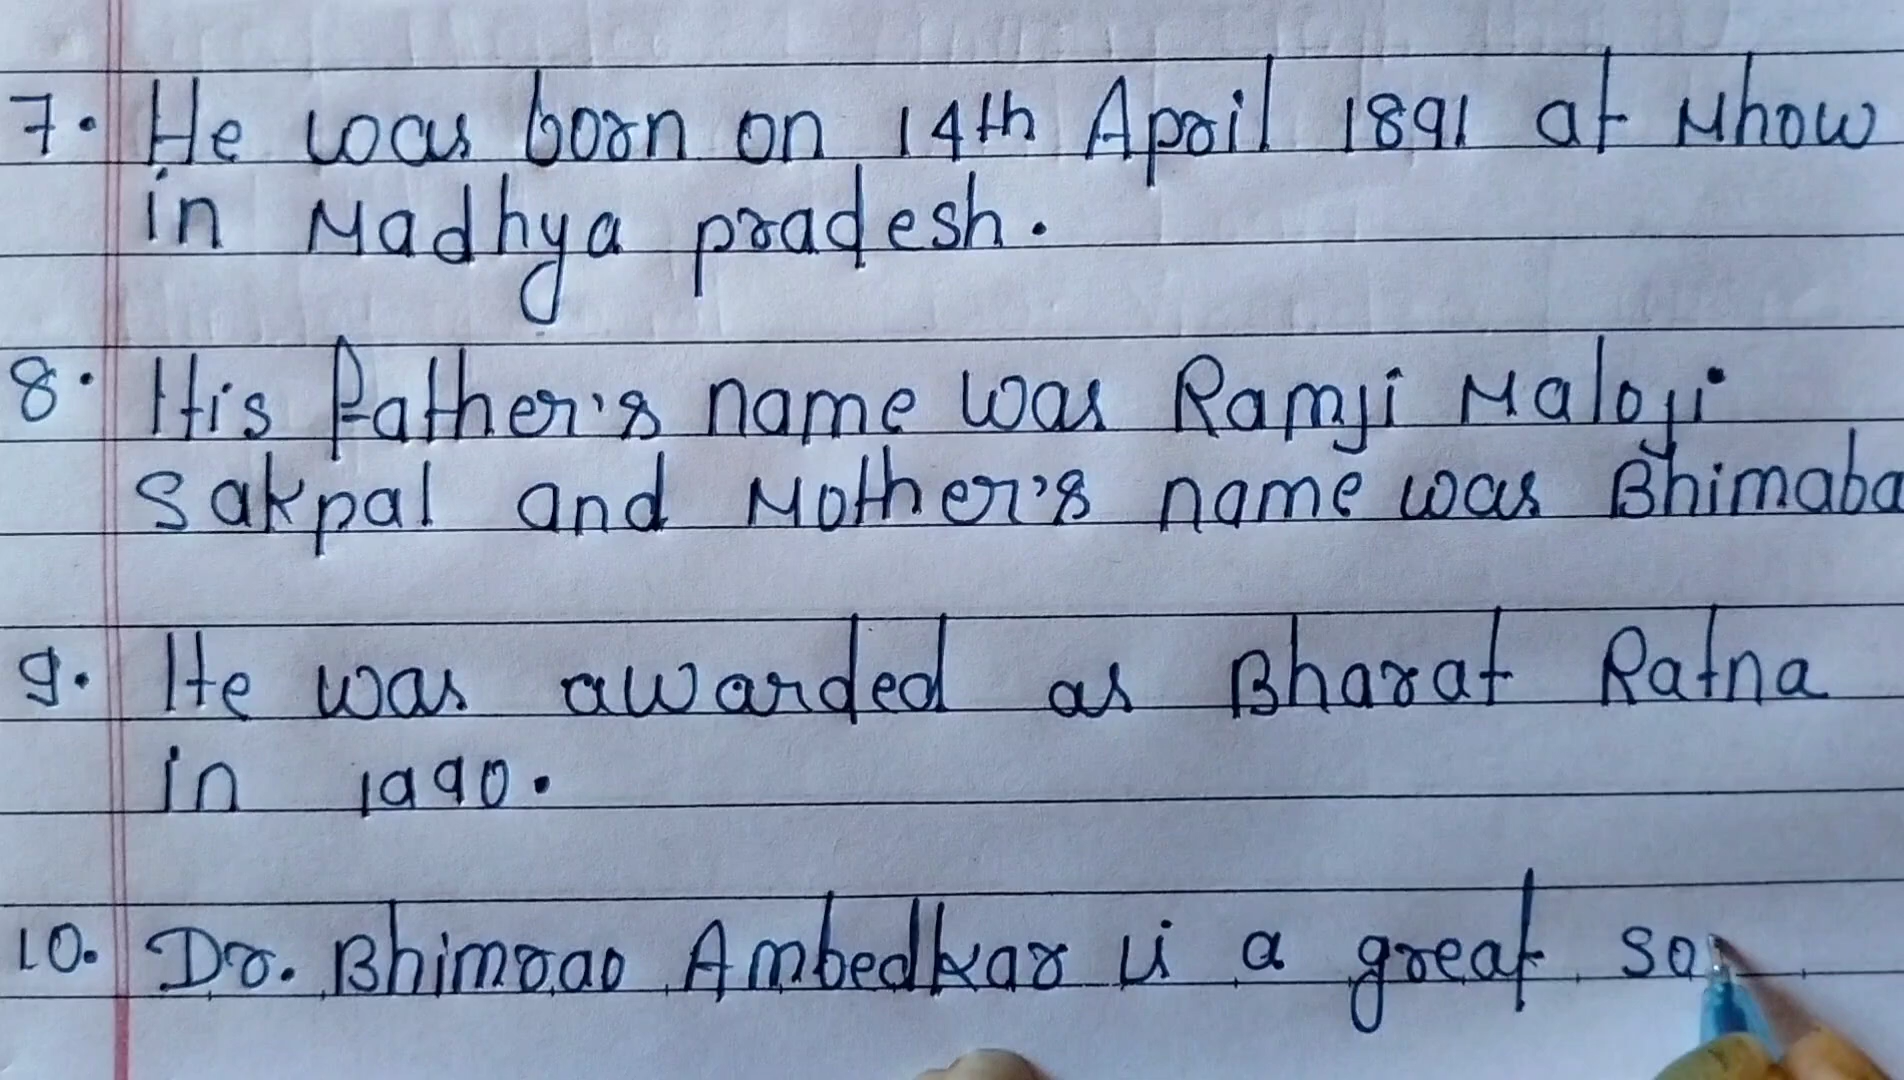 7. He was born on 14th April 1891 at Mhow
in Madhya pradesh.
8. His father's name was Ramji Maloji
Sakpal and Mother's name was Bhimaba
9. He was awarded as Bharat Ratna
in 1990.
10. Dr. Bhimrao Ambedkar is a great so